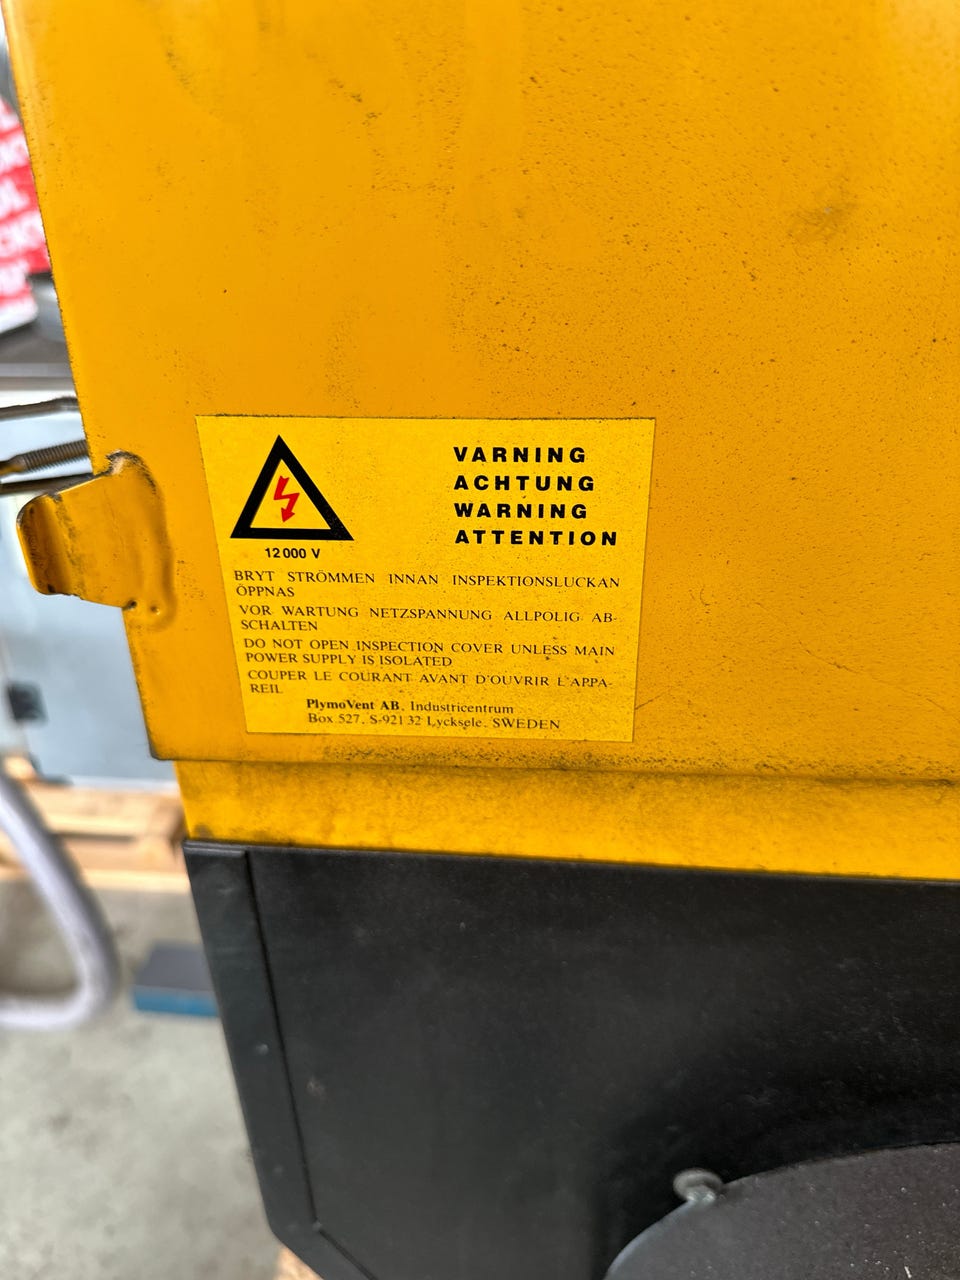 VARNING
ACHTUNG
WARNING
ATTENTION
12 000 V
BRYT STRÖMMEN INNAN INSPEKTIONSLUCKAN
ÖPPNAS
VOR WARTUNG NETZSPANNUNG ALLPOLIG AB-
SCHALTEN
DO NOT OPEN INSPECTION COVER UNLESS MAIN
POWER SUPPLY IS ISOLATED
COUPER LE COURANT AVANT D'OUVRIR L'APPA-
REIL
PlymoVent AB, Industricentrum
Box 527, S-921 32 Lycksele, SWEDEN